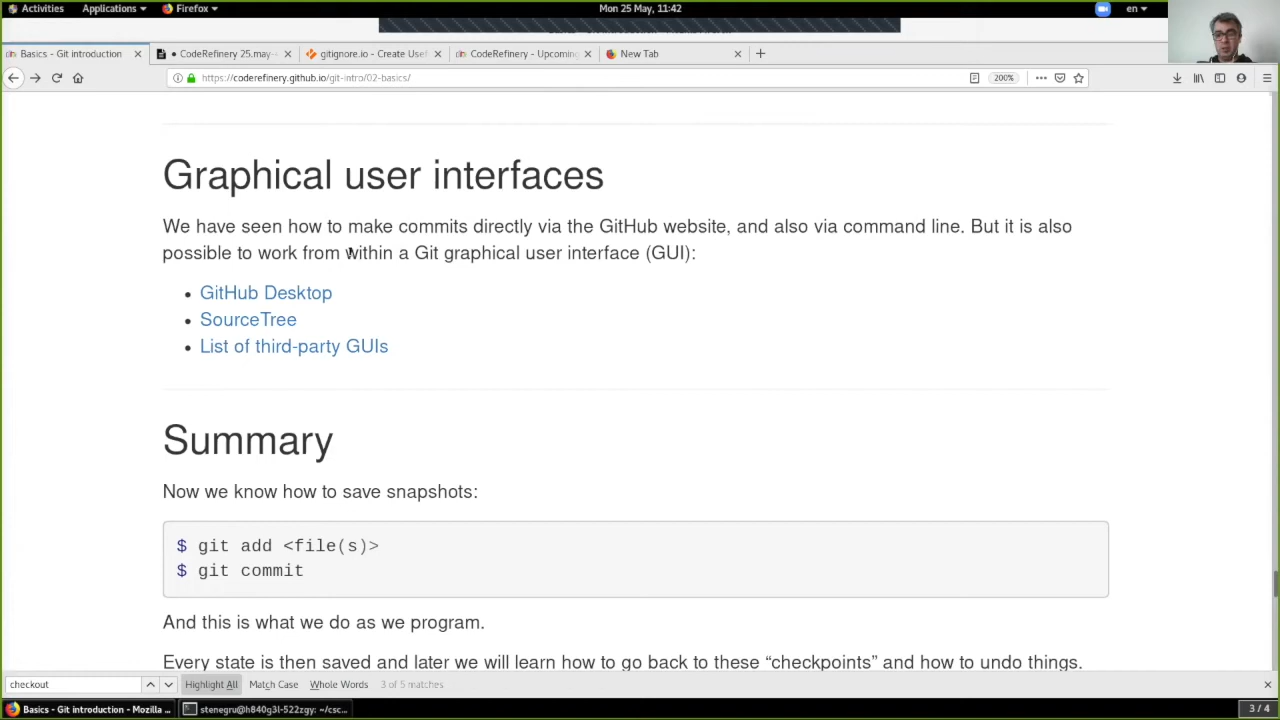 Activities Applications Firefox Mon 25 May, 11:42 en
Basics - Git introduction CodeRefinery 25.may- gitignore.io - Create Usef CodeRefinery - Upcoming New Tab
https://coderefinery.github.io/git-intro/02-basics/ 200%
Graphical user interfaces
We have seen how to make commits directly via the GitHub website, and also via command line. But it is also
possible to work from within a Git graphical user interface (GUI):
GitHub Desktop
SourceTree
List of third-party GUIs
Summary
Now we know how to save snapshots:
$ git add <file(s)>
$ git commit
And this is what we do as we program.
Every state is then saved and later we will learn how to go back to these “checkpoints” and how to undo things.
checkout Highlight All Match Case Whole Words 3 of 5 matches
Basics - Git introduction - Mozilla ... stenegru@h840g3l-522zgy: ~/csc... 3 / 4